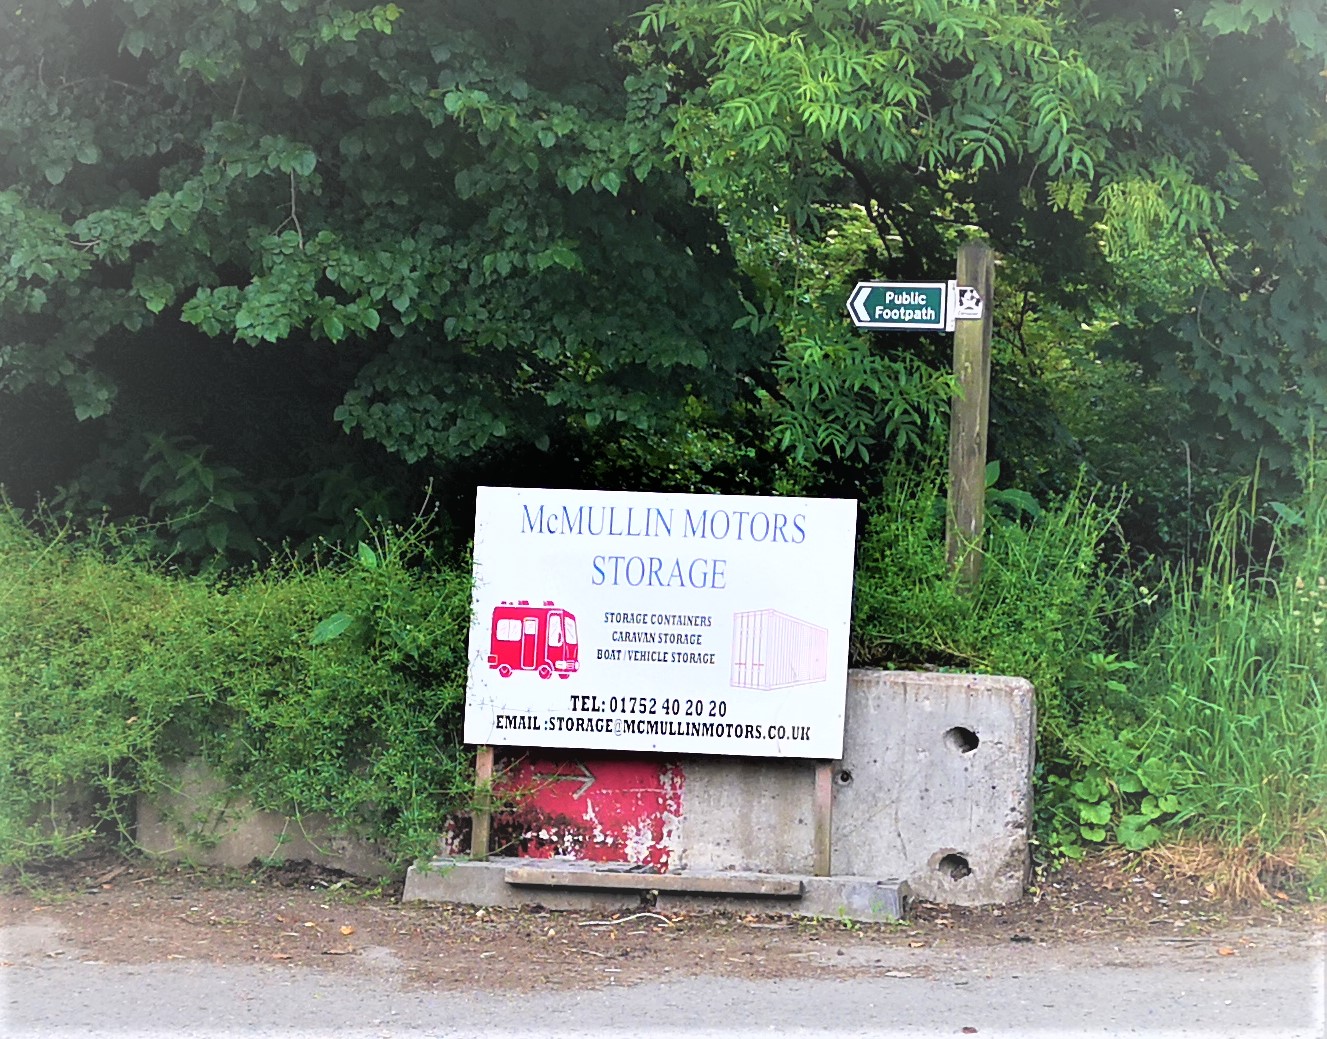 Public
Footpath
McMULLIN MOTORS
STORAGE
STORAGE CONTAINERS
CARAVAN STORAGE
BOAT / VEHICLE STORAGE
TEL: 01752 40 20 20
EMAIL :STORAGE@MCMULLINMOTORS.CO.UK